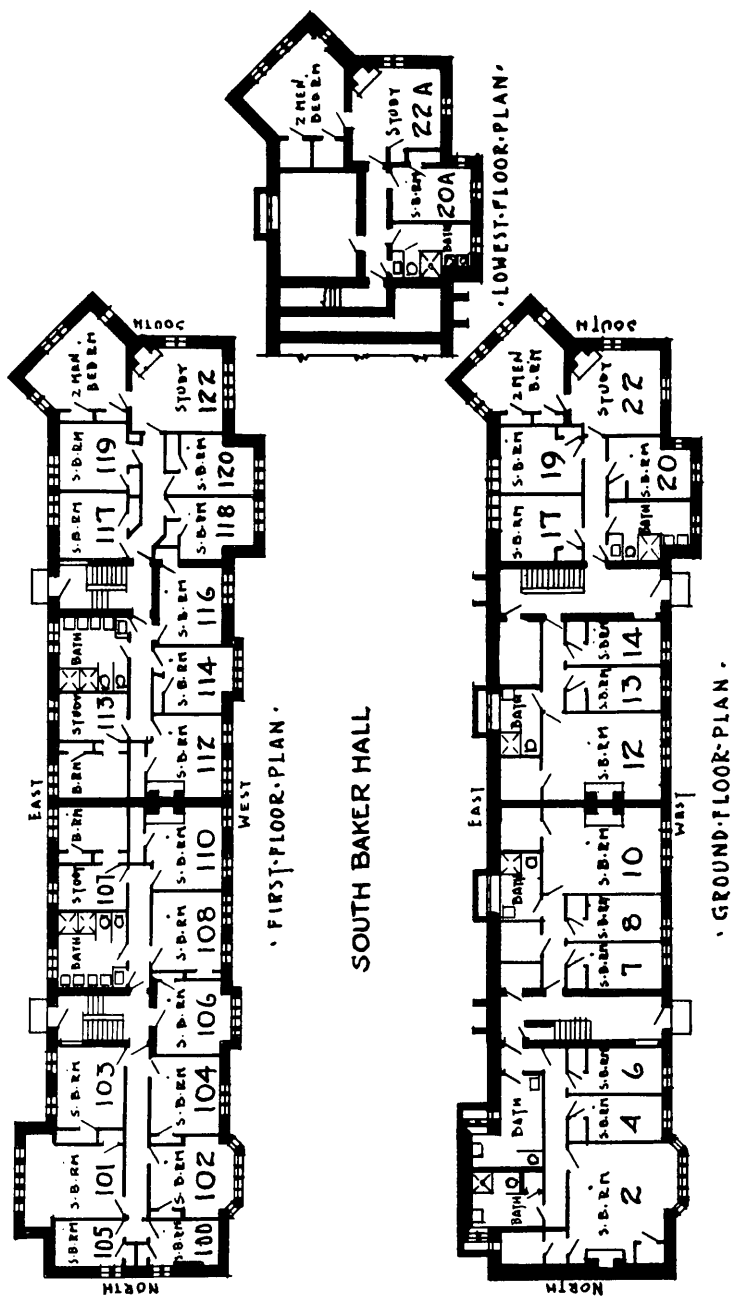 2 MEN.
BEDRM
STUDY
22A
S.B.RM
20A
BATH
·LOWEST·FLOOR·PLAN·
SOUTH
2 MAN.
BEDRM
STUDY
122
S.B.RM
119
S.B.RM
120
S.B.RM
117
S.B.RM
118
S.B.RM
116
BATH
S.B.RM
114
STUDY
113
B.RM
S.B.RM
112
EAST
WEST
B.RM
S.B.RM
110
STUDY
107
S.B.RM
108
BATH
S.B.RM
106
S.B.RM
103
S.B.RM
104
S.B.RM
101
S.B.RM
102
S.B.RM
105
S.B.RM
100
NORTH
·FIRST·FLOOR·PLAN·
SOUTH BAKER HALL
SOUTH
2 MEN
B.RM
STUDY
22
S.B.RM
19
S.B.RM
20
S.B.RM
17
BATH
S.B.RM
14
S.B.RM
13
BATH
S.B.RM
12
EAST
WEST
S.B.RM
10
BATH
S.B.RM
8
S.B.RM
7
S.B.RM
6
BATH
S.B.RM
4
BATH
S.B.RM
2
NORTH
·GROUND·FLOOR·PLAN·